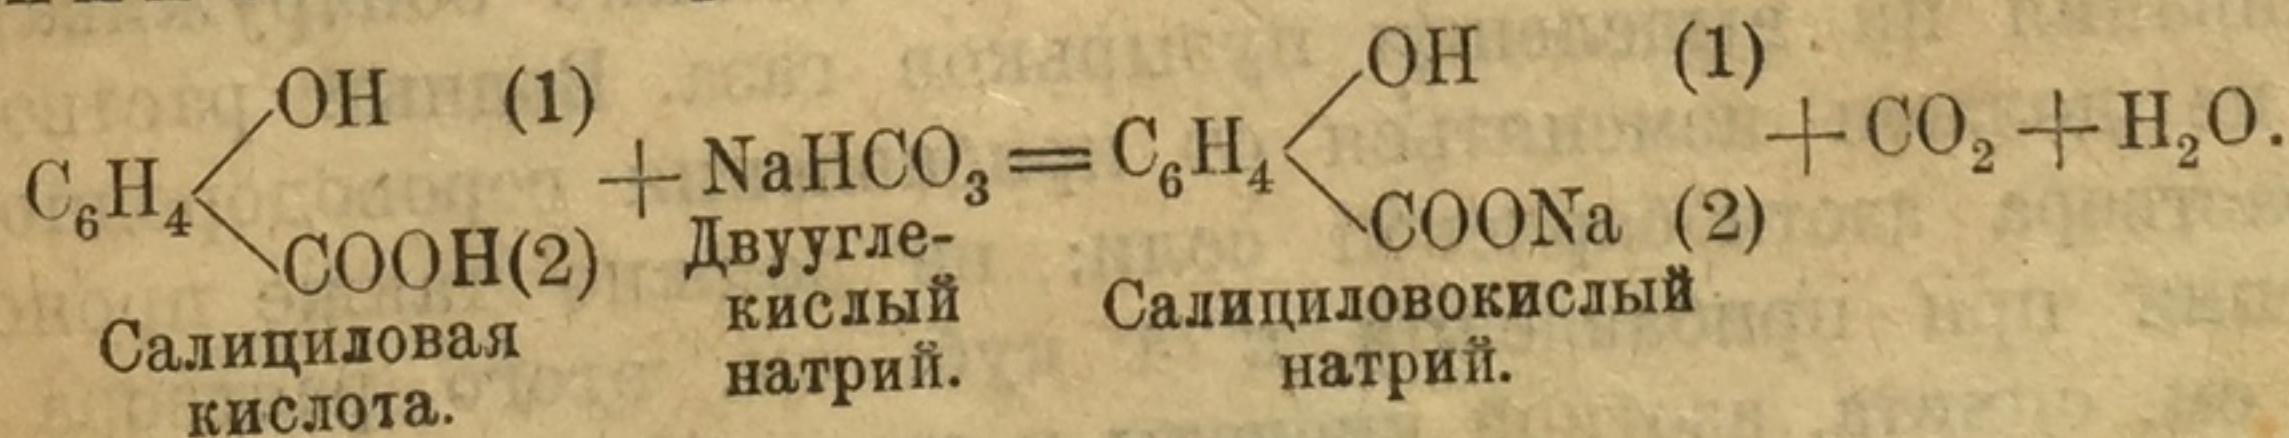 OH (1) OH (1)
C₆H₄ + NaHCO₃ = C₆H₄ + CO₂ + H₂O.
COOH(2) COONa (2)
Двуугле-
кислый
натрий.
Салициловая
кислота.
Салициловокислый
натрий.